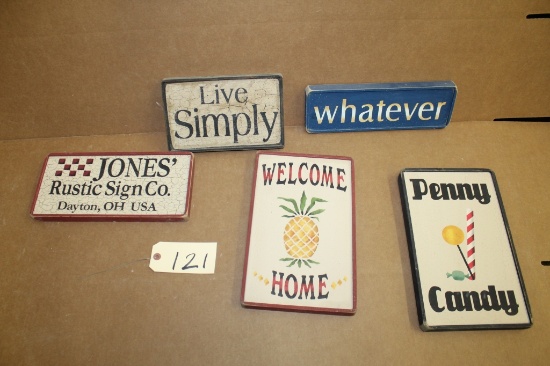 Live
Simply
whatever
JONES'
Rustic Sign Co.
Dayton, OH USA
WELCOME
HOME
Penny
Candy
121